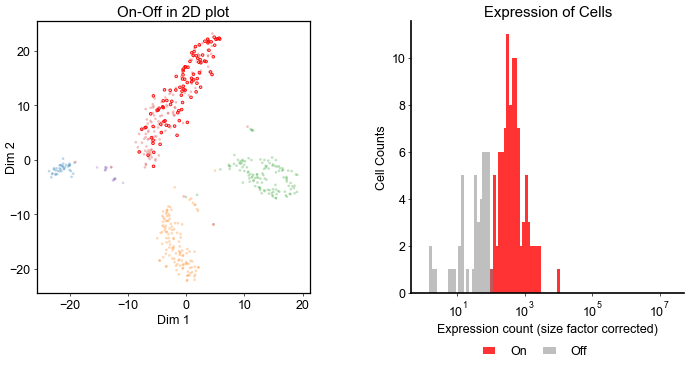 On-Off in 2D plot
Expression of Cells
20
10
0
−10
−20
Dim 2
−20 −10 0 10 20
Dim 1
10
8
6
4
2
0
Cell Counts
10^1 10^3 10^5 10^7
Expression count (size factor corrected)
On Off